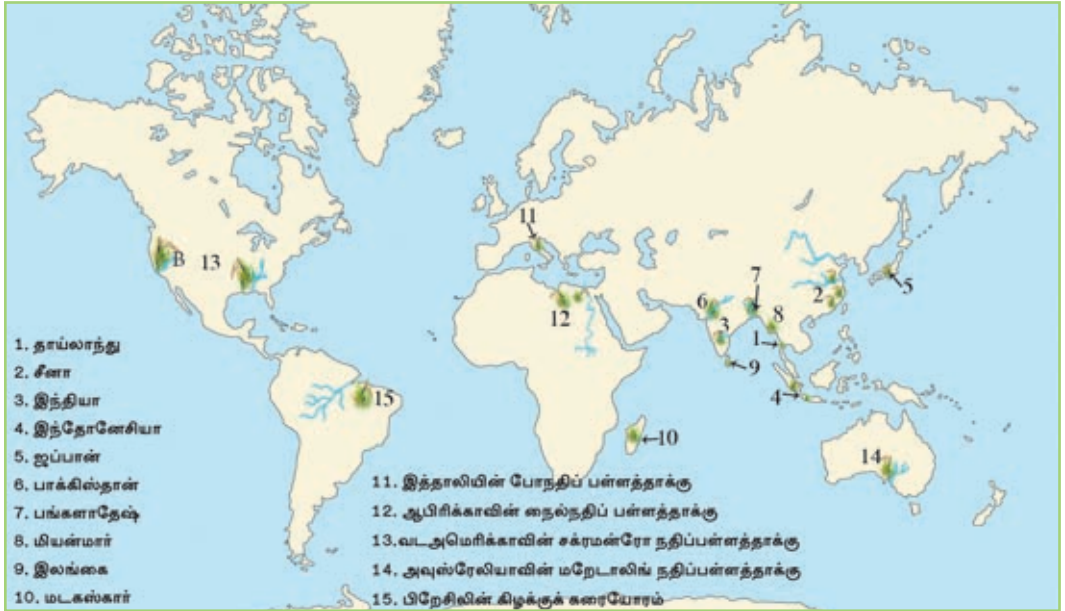 11
B 13
7
6
2
5
12
3
8
1
9
4
15
10
14
1. தாய்லாந்து
2. சீனா
3. இந்தியா
4. இந்தோனேசியா
5. ஜப்பான்
6. பாக்கிஸ்தான்
7. பங்களாதேஷ்
8. மியன்மார்
9. இலங்கை
10. மடகஸ்கார்
11. இத்தாலியின் போநதிப் பள்ளத்தாக்கு
12. ஆபிரிக்காவின் நைல்நதிப் பள்ளத்தாக்கு
13.வடஅமெரிக்காவின் சக்ரமன்ரோ நதிப்பள்ளத்தாக்கு
14. அவுஸ்ரேலியாவின் மறேடாலிங் நதிப்பள்ளத்தாக்கு
15. பிறேசிலின் கிழக்குக் கரையோரம்